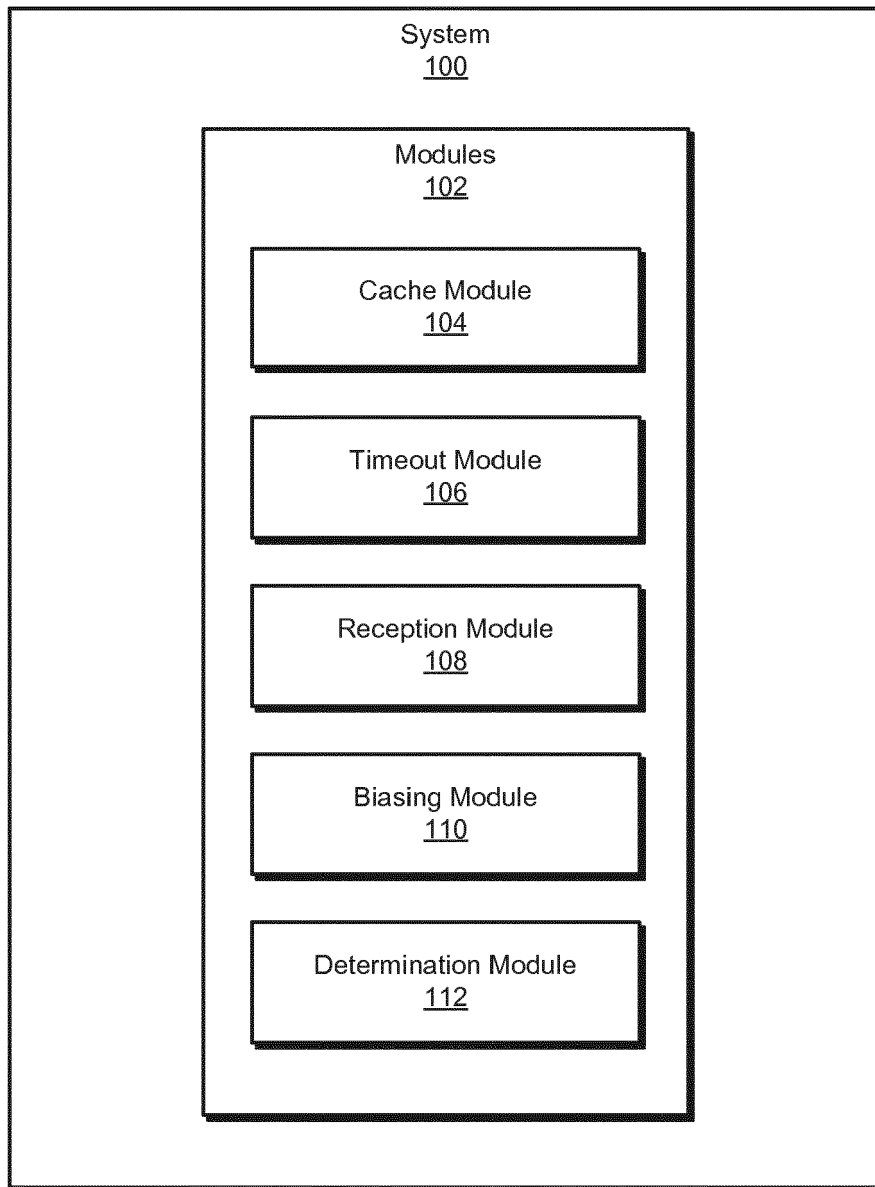 System
100
Modules
102
Cache Module
104
Timeout Module
106
Reception Module
108
Biasing Module
110
Determination Module
112